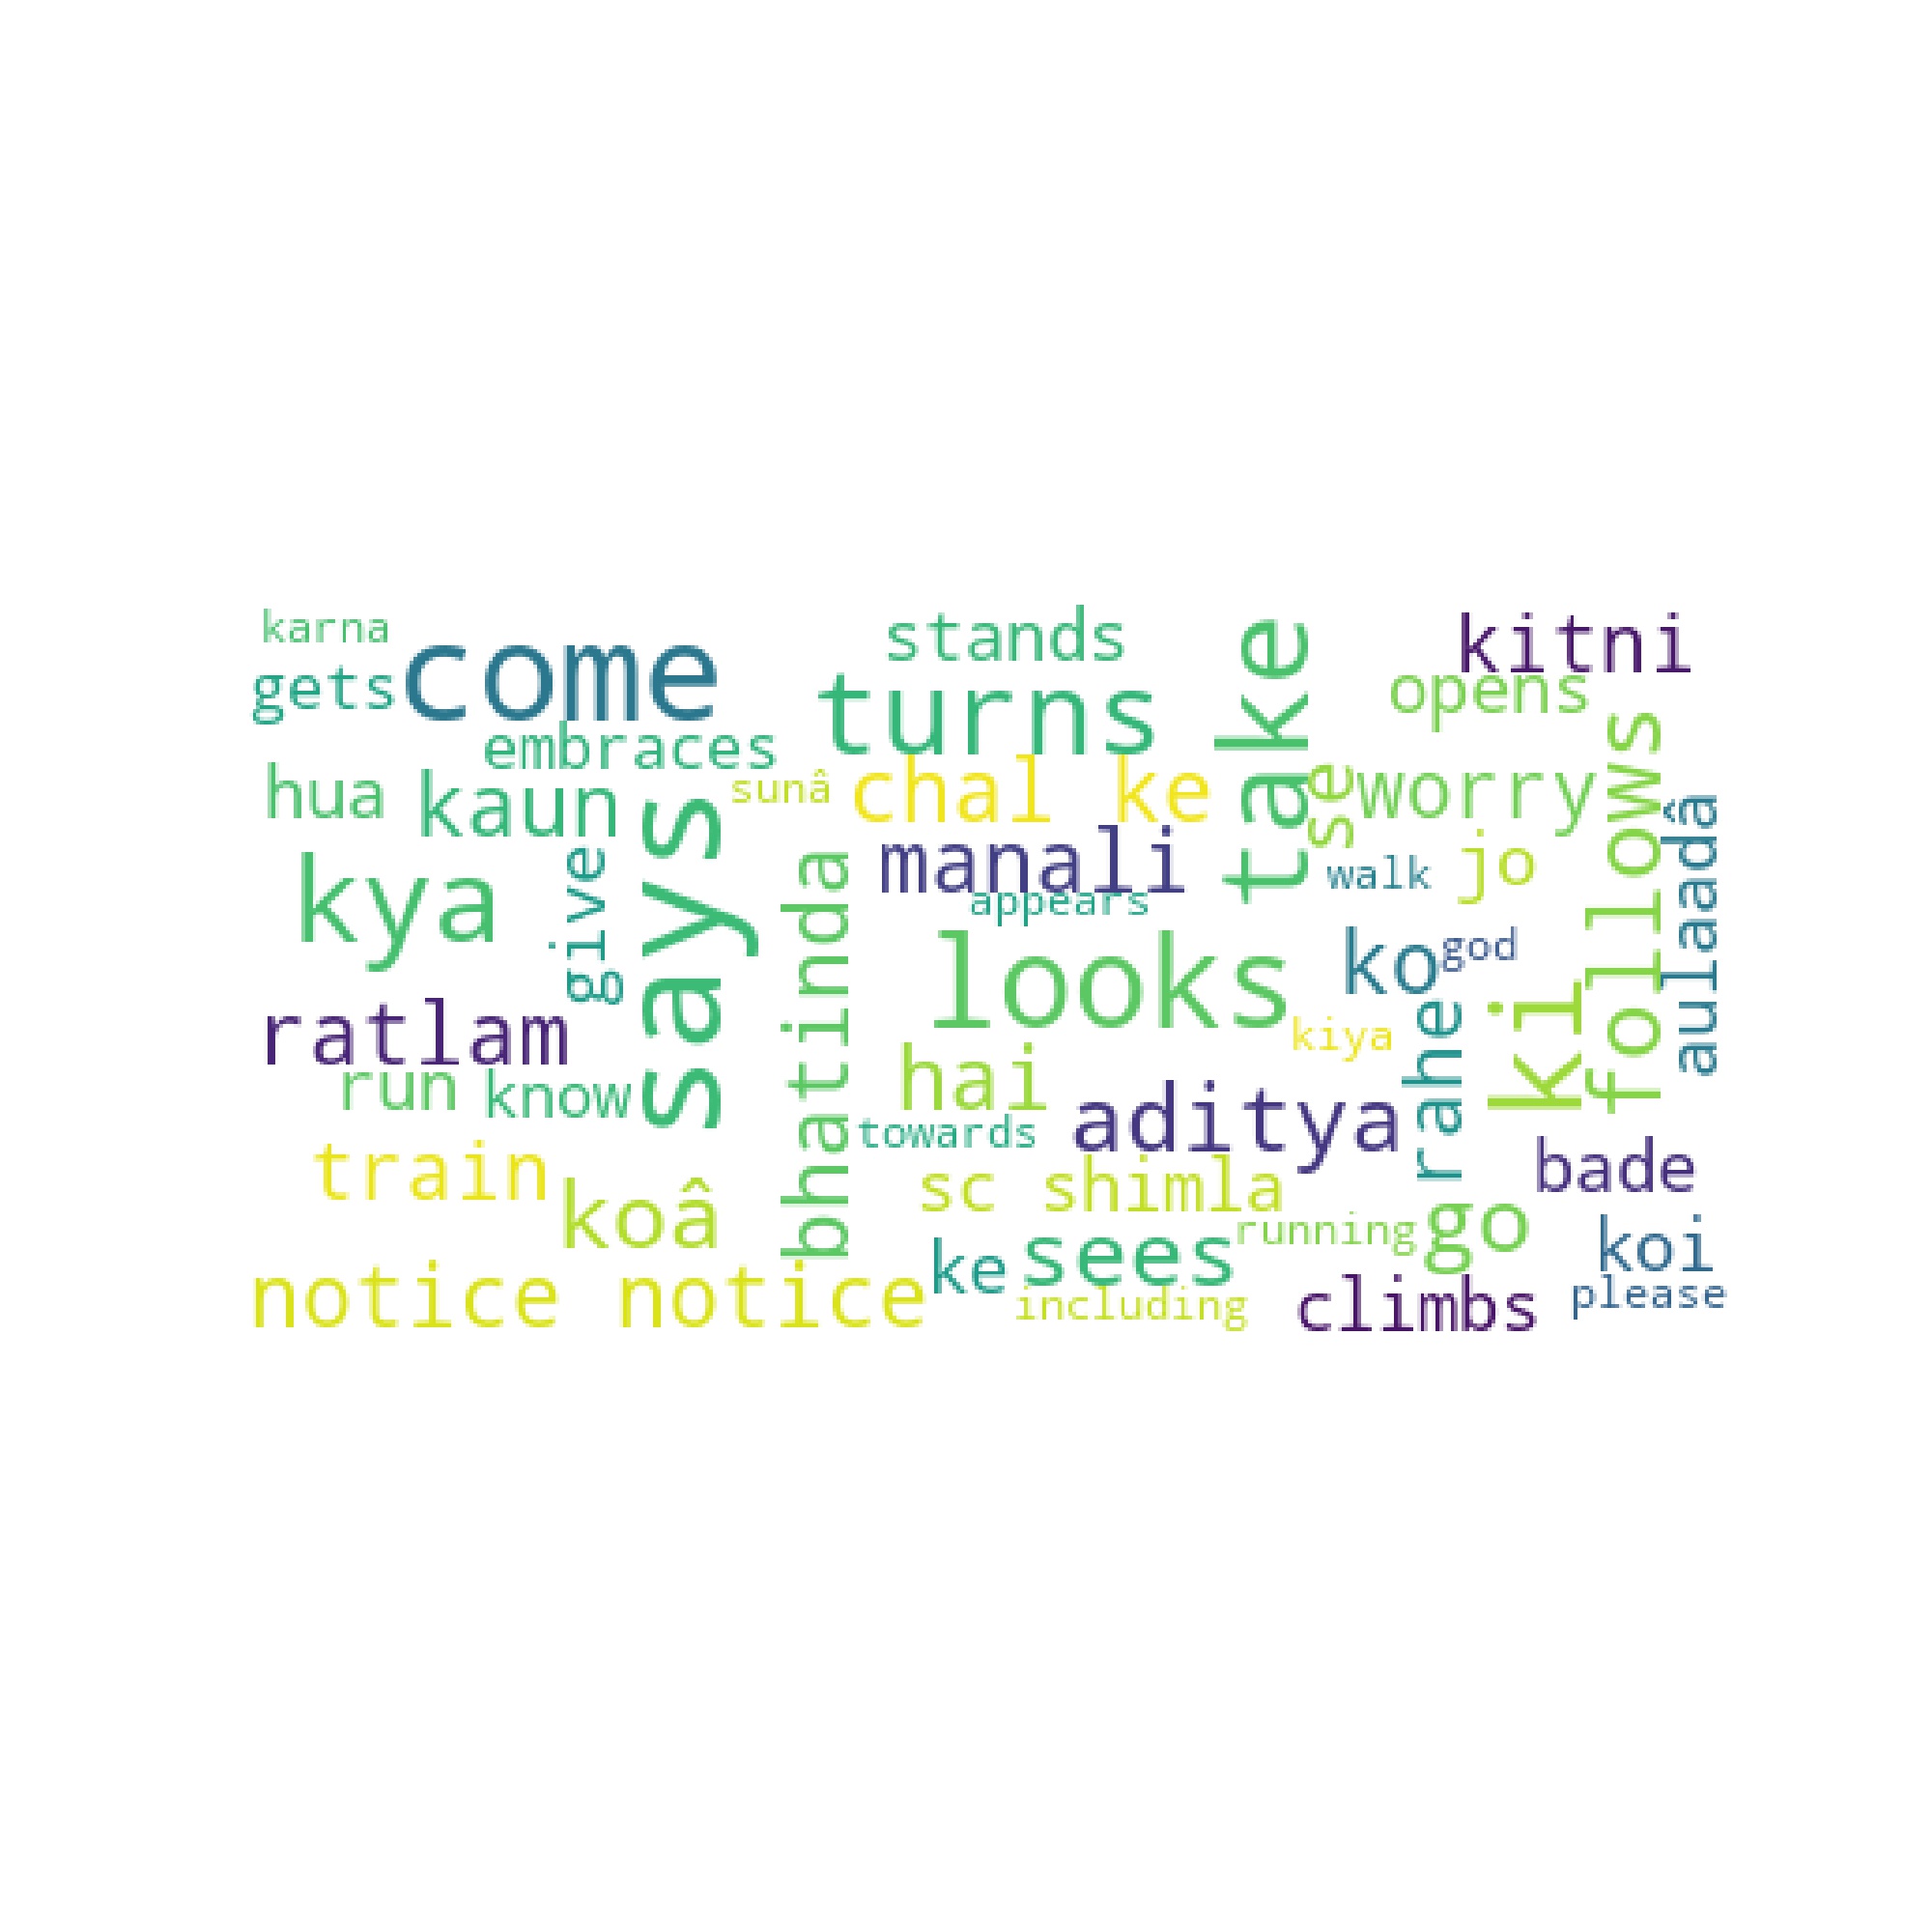 karna
come
stands
take
kitni
gets
turns
opens
embraces
hua
kaun
sunâ
chal ke
se
worry
follows
says
manali
walk
jo
aulaadâ
kya
give
bhatinda
appears
looks
ko
god
ratlam
kiya
rahe
ki
run
know
hai
aditya
towards
train
koâ
sc shimla
bade
running
go
koi
notice notice
ke
sees
including
climbs
please